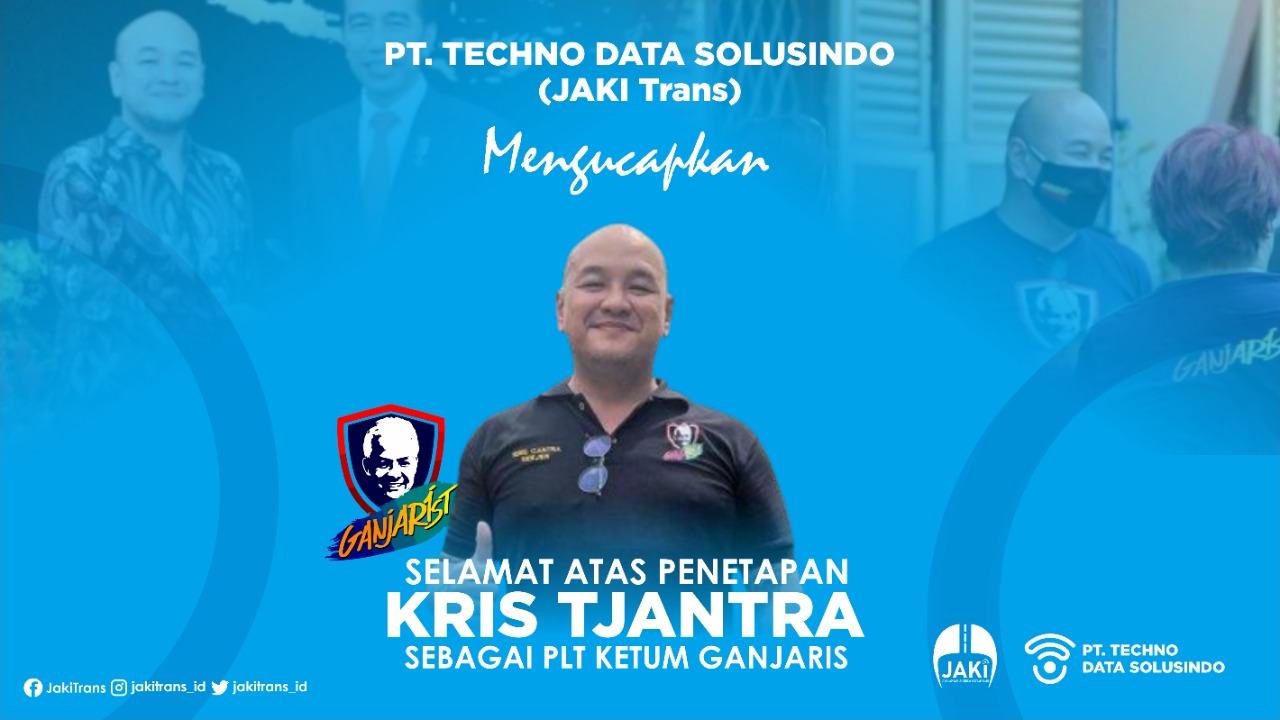 PT. TECHNO DATA SOLUSINDO
(JAKI Trans)
Mengucapkan
GANJARIS
GANJARIST
SELAMAT ATAS PENETAPAN
KRIS TJANTRA
SEBAGAI PLT KETUM GANJARIS
JakiTrans jakitrans_id jakitrans_id
JAKi
PT. TECHNO
DATA SOLUSINDO